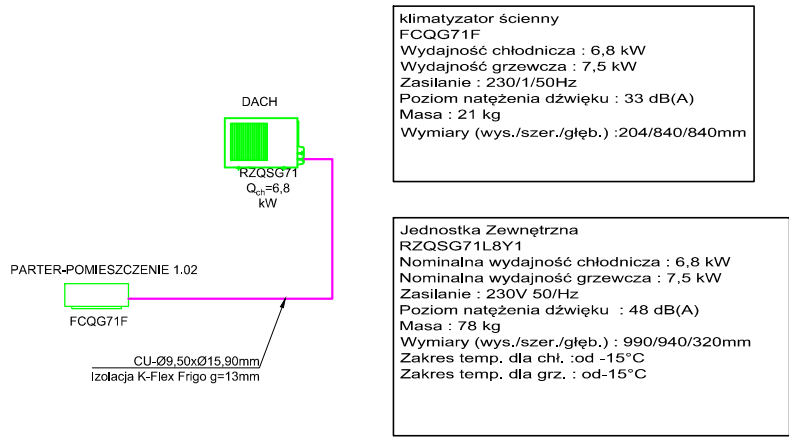 klimatyzator ścienny
FCQG71F
Wydajność chłodnicza : 6,8 kW
Wydajność grzewcza : 7,5 kW
Zasilanie : 230/1/50Hz
Poziom natężenia dźwięku : 33 dB(A)
Masa : 21 kg
Wymiary (wys./szer./głęb.) :204/840/840mm
DACH
RZQSG71
Qch=6,8
kW
PARTER-POMIESZCZENIE 1.02
FCQG71F
CU-Ø9,50xØ15,90mm
Izolacja K-Flex Frigo g=13mm
Jednostka Zewnętrzna
RZQSG71L8Y1
Nominalna wydajność chłodnicza : 6,8 kW
Nominalna wydajność grzewcza : 7,5 kW
Zasilanie : 230V 50/Hz
Poziom natężenia dźwięku : 48 dB(A)
Masa : 78 kg
Wymiary (wys./szer./głęb.) : 990/940/320mm
Zakres temp. dla chł. :od -15°C
Zakres temp. dla grz. : od-15°C